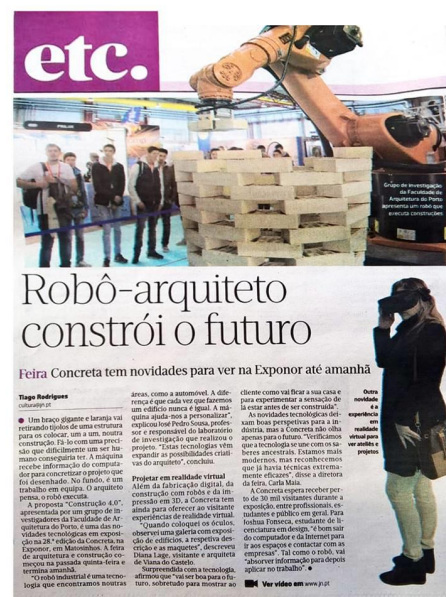 etc.
Grupo de investigação
da Faculdade de
Arquitetura do Porto
apresenta um robô que
executa construções
Robô-arquiteto
constrói o futuro
Feira Concreta tem novidades para ver na Exponor até amanhã
Tiago Rodrigues
cultura@jn.pt
Um braço gigante e laranja vai
retirando tijolos de uma estrutura
para os colocar, um a um, noutra
construção. Fá-lo com uma preci-
são que dificilmente um ser hu-
mano conseguiria ter. A máquina
recebe informação do computa-
dor para concretizar o projeto que
foi desenhado. No fundo, é um
trabalho em equipa. O arquiteto
pensa, o robô executa.
A proposta "Construção 4.0",
apresentada por um grupo de in-
vestigadores da Faculdade de Ar-
quitetura do Porto, é uma das no-
vidades tecnológicas em exposi-
ção na 28.ª edição da Concreta, na
Exponor, em Matosinhos. A feira
de arquitetura e construção co-
meçou na passada quinta-feira e
termina amanhã.
"O robô industrial é uma tecno-
logia que encontramos noutras
áreas, como a automóvel. A dife-
rença é que cada vez que fazemos
um edifício nunca é igual. A má-
quina ajuda-nos a personalizar",
explicou José Pedro Sousa, profes-
sor e responsável do laboratório
de investigação que realizou o
projeto. "Estas tecnologias vêm
expandir as possibilidades criati-
vas do arquiteto", concluiu.
Projetar em realidade virtual
Além da fabricação digital, da
construção com robôs e da im-
pressão em 3D, a Concreta tem
ainda para oferecer ao visitante
experiências de realidade virtual.
"Quando coloquei os óculos,
observei uma galeria com exposi-
ção de edifícios, a respetiva des-
crição e as maquetes", descreveu
Diana Lage, visitante e arquiteta
de Viana do Castelo.
Surpreendida com a tecnologia,
afirmou que "vai ser boa para o fu-
turo, sobretudo para mostrar ao
cliente como vai ficar a sua casa e
para experimentar a sensação de
lá estar antes de ser construída".
As novidades tecnológicas dei-
xam boas perspetivas para a in-
dústria, mas a Concreta não olha
apenas para o futuro. "Verificamos
que a tecnologia se une com os sa-
beres ancestrais. Estamos mais
modernos, mas reconhecemos
que já havia técnicas extrema-
mente eficazes", disse a diretora
da feira, Carla Maia.
A Concreta espera receber per-
to de 30 mil visitantes durante a
exposição, entre profissionais, es-
tudantes e público em geral. Para
Joshua Fonseca, estudante de li-
cenciatura em design, "é bom sair
do computador e da Internet para
ir aos espaços e contactar com as
empresas". Tal como o robô, vai
"absorver informação para depois
aplicar no trabalho".
Ver vídeo em www.jn.pt
Outra
novidade
é a
experiência
em
realidade
virtual para
ver ateliês e
projetos